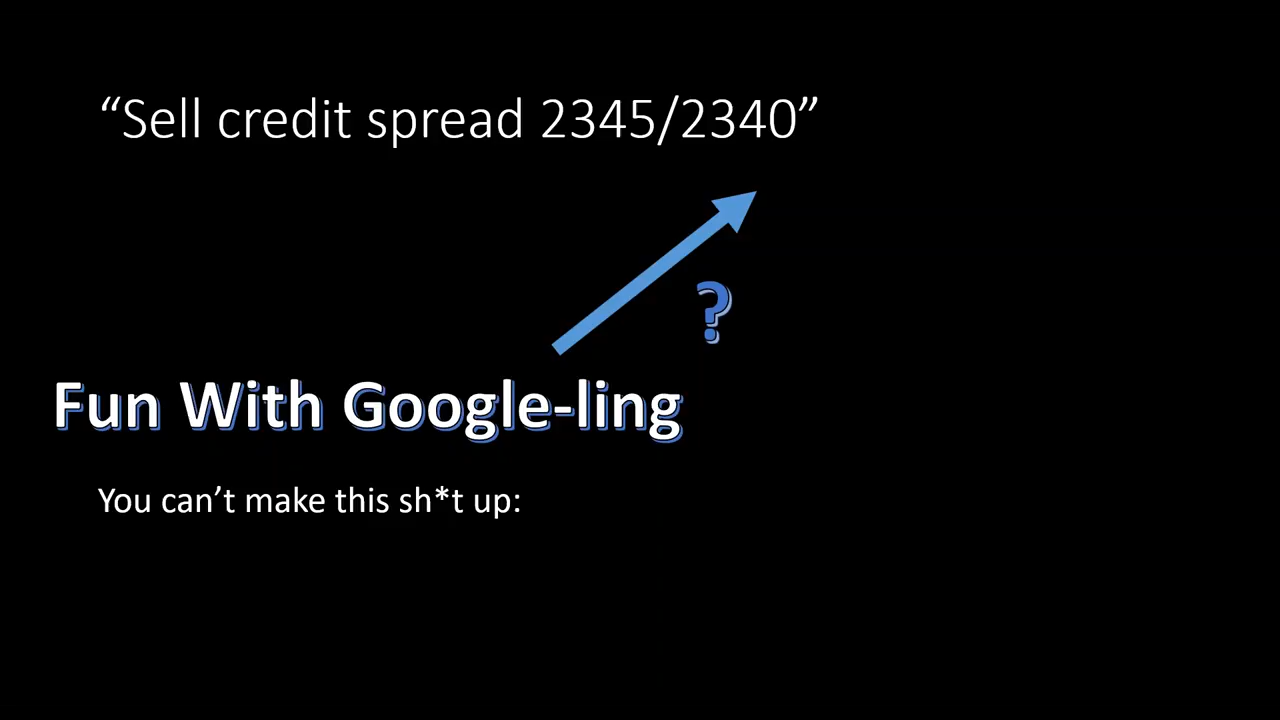 “Sell credit spread 2345/2340”
?
Fun With Google-ling
You can’t make this sh*t up: